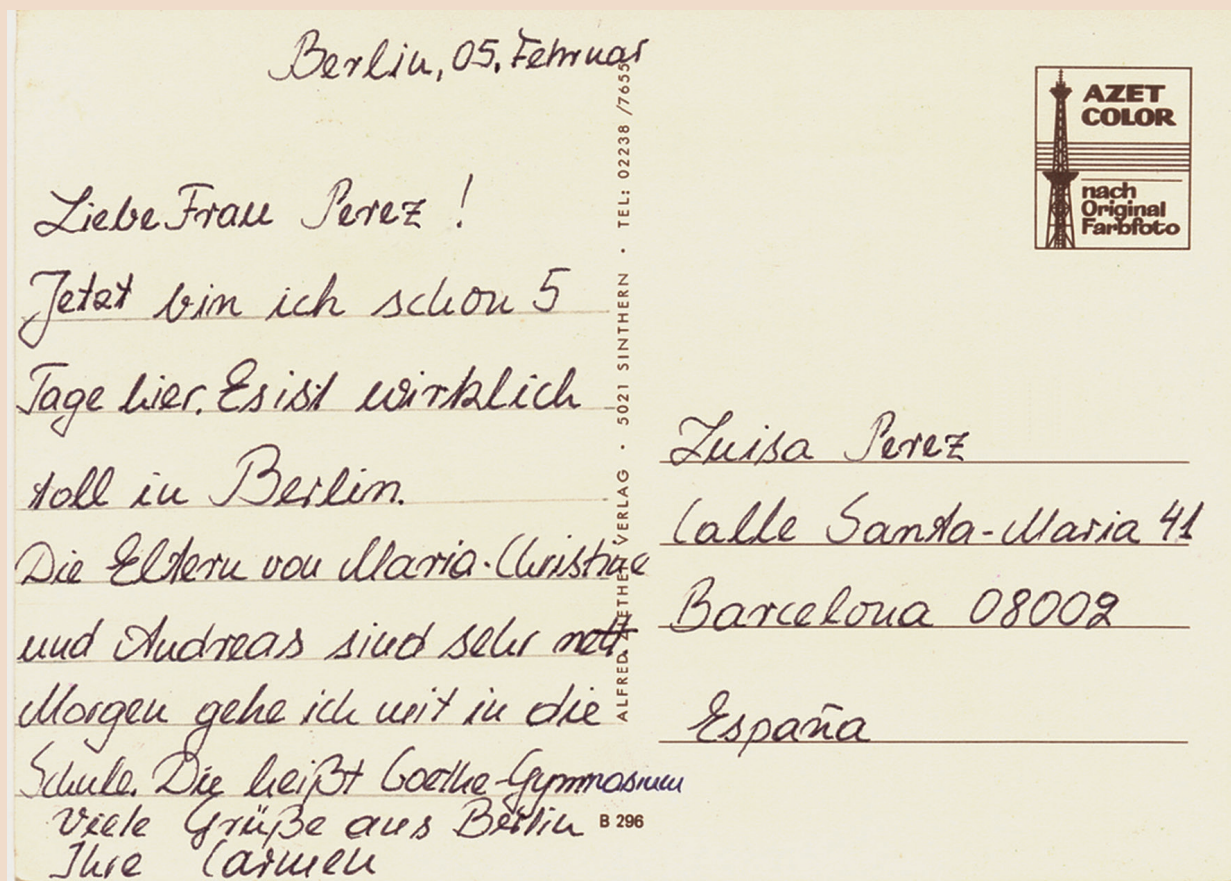 Berlin, 05. Februar
Liebe Frau Perez!
Jetzt bin ich schon 5
Tage hier. Es ist wirklich
toll in Berlin.
Die Eltern von Maria-Christine
und Andreas sind sehr nett
Morgen gehe ich mit in die
Schule. Die heißt Goethe-Gymnasium
Viele Grüße aus Berlin
Ihre Carmen
ALFRED VERLAG · 5021 SINTHERN · TEL: 02238 /7655
B 296
AZET
COLOR
nach
Original
Farbfoto
Luisa Perez
Calle Santa-Maria 41
Barcelona 08002
España